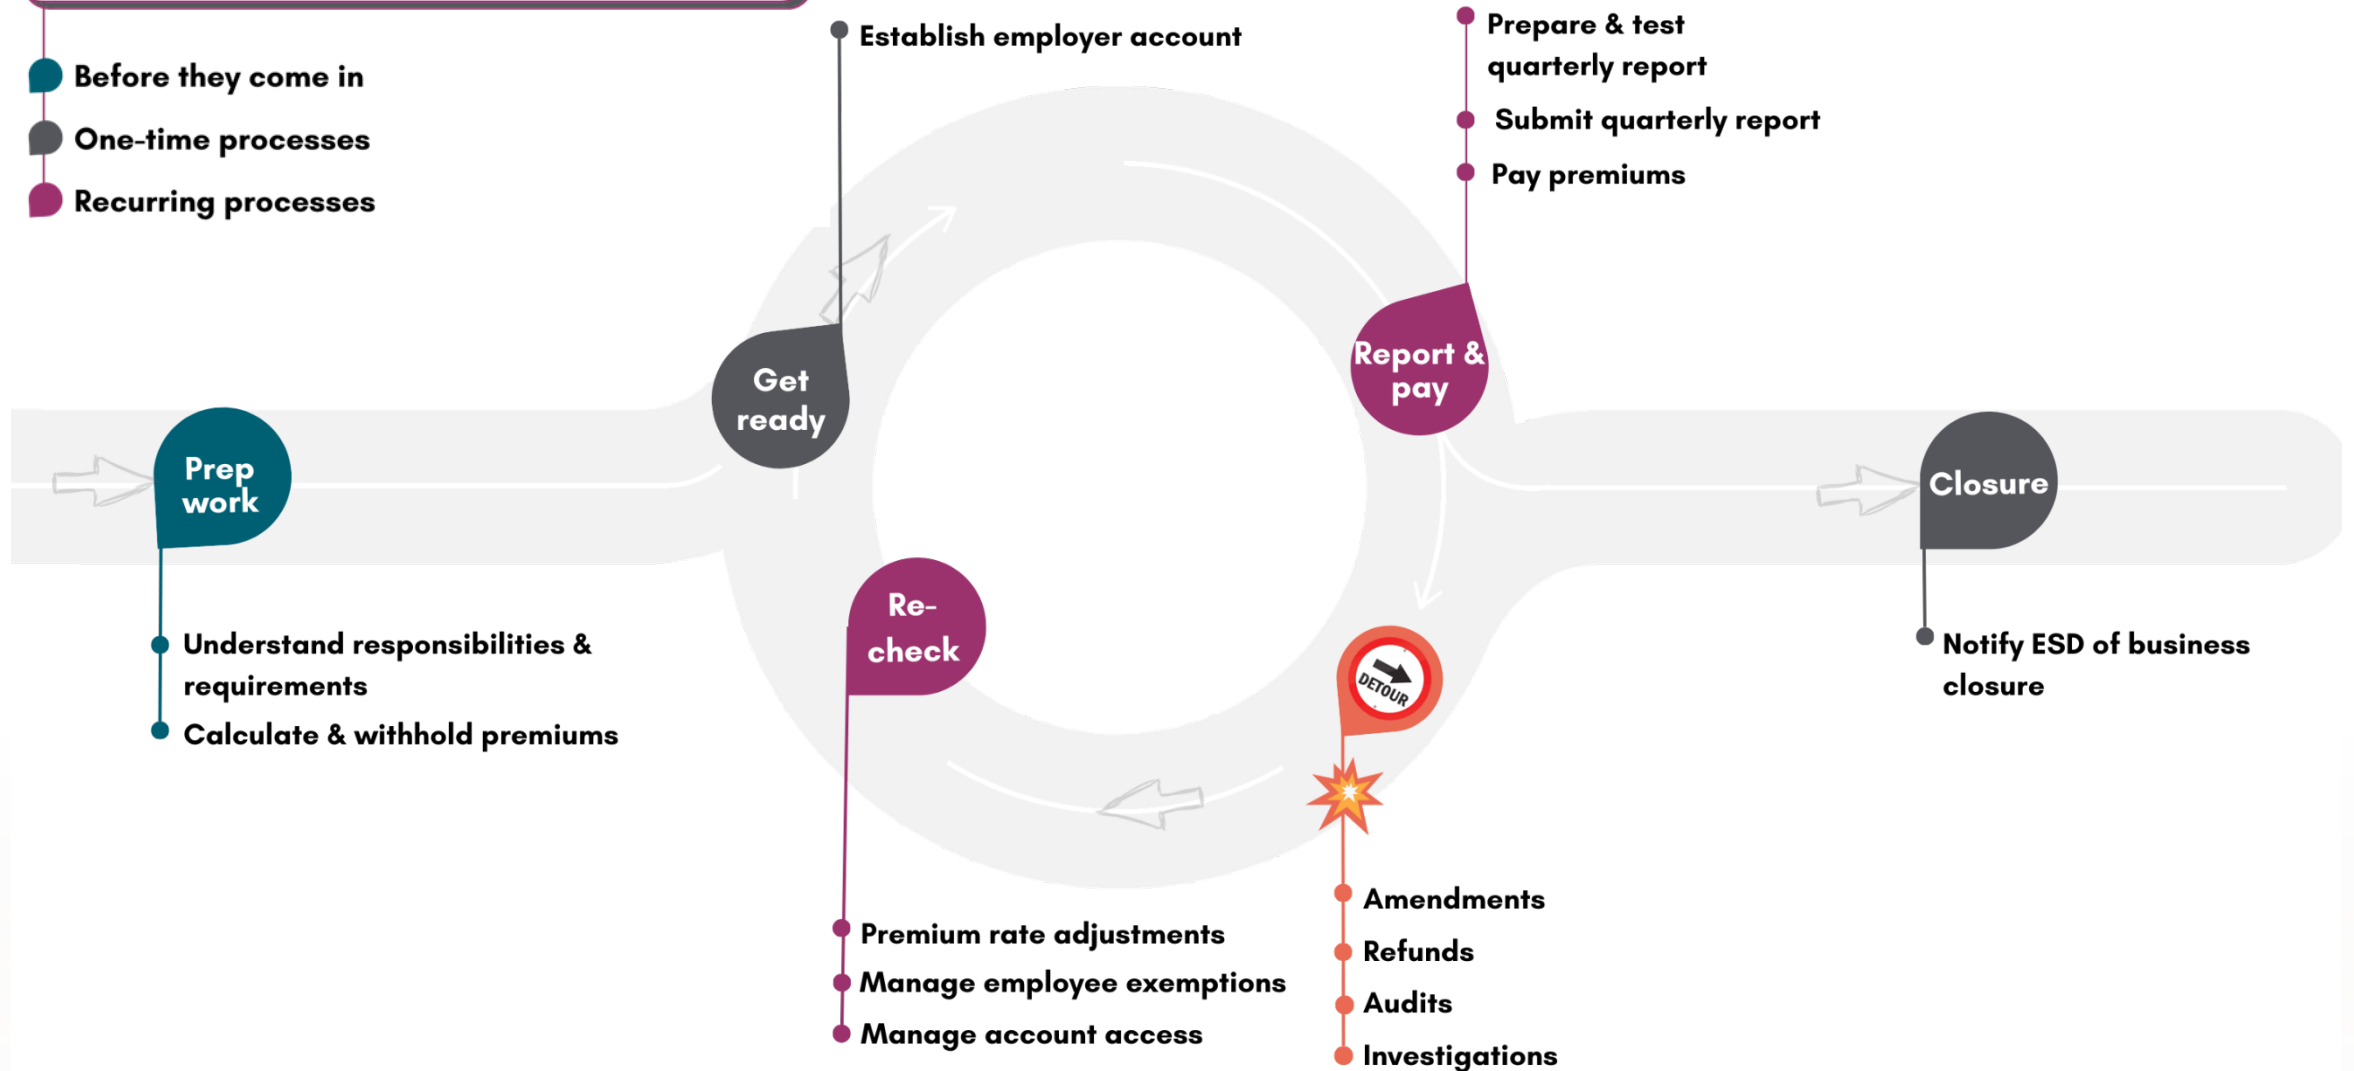 Before they come in
One-time processes
Recurring processes
Establish employer account
Prepare & test
quarterly report
Submit quarterly report
Pay premiums
Prep
work
Get
ready
Report &
pay
Closure
Understand responsibilities &
requirements
Calculate & withhold premiums
Re-
check
DETOUR
Notify ESD of business
closure
Premium rate adjustments
Manage employee exemptions
Manage account access
Amendments
Refunds
Audits
Investigations